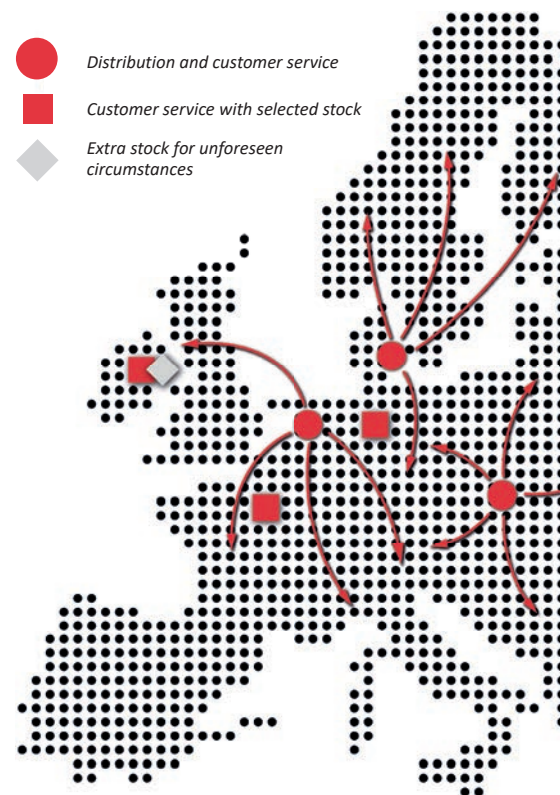 Distribution and customer service
Customer service with selected stock
Extra stock for unforeseen
circumstances